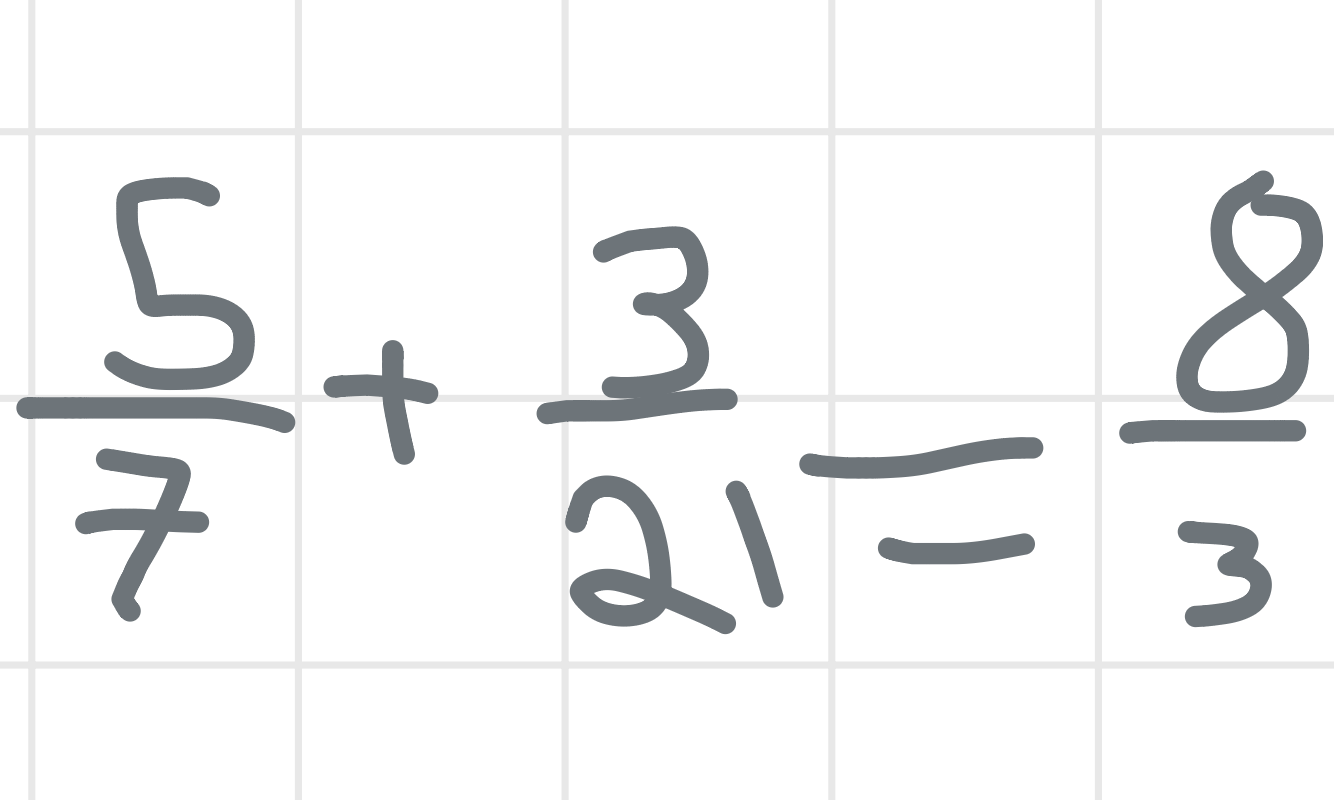 5/7 + 3/21 = 8/3